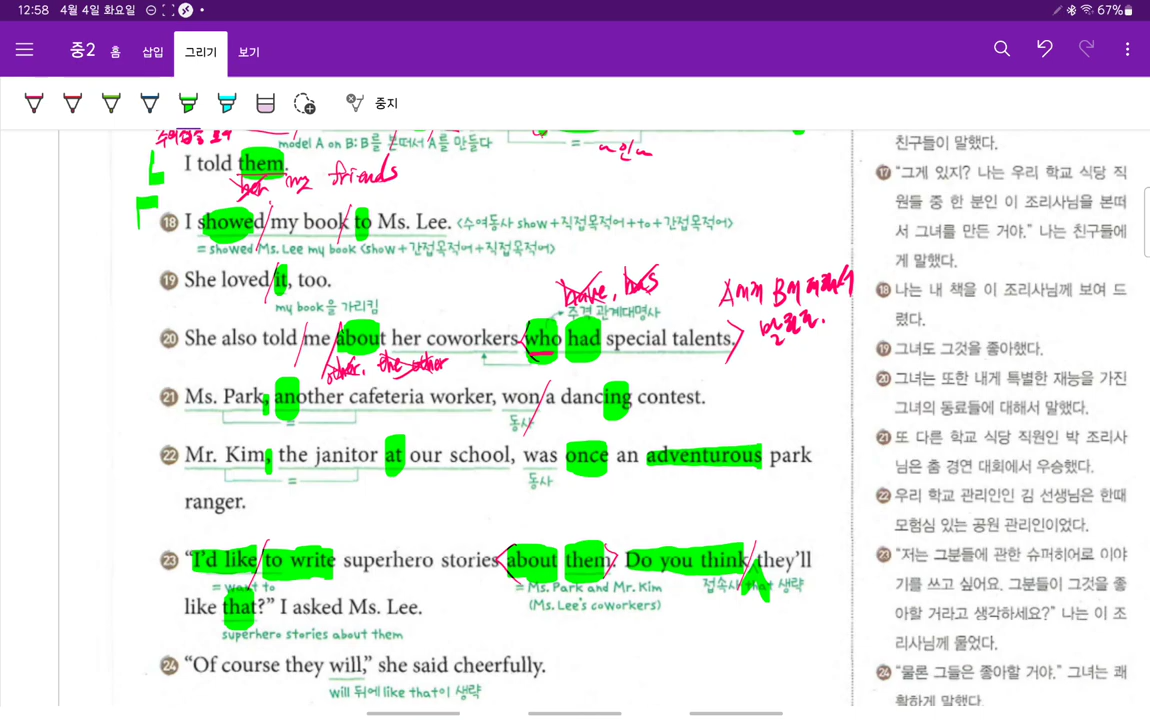 12:58 4월 4일 화요일
67%
중2 홈 삽입 그리기 보기
중지
model A on B: B를 본떠서 A를 만들다
=
I told them.
my friends
18 I showed my book to Ms. Lee. <수여동사 show+직접목적어+to+간접목적어>
= showed Ms. Lee my book <show+간접목적어+직접목적어>
19 She loved it, too.
my book을 가리킴
have, has
주격 관계대명사
20 She also told me about her coworkers who had special talents.
other, the other
21 Ms. Park, another cafeteria worker, won a dancing contest.
=
동사
22 Mr. Kim, the janitor at our school, was once an adventurous park
=
동사
ranger.
23 “I’d like to write superhero stories about them. Do you think they’ll
= want to
= Ms. Park and Mr. Kim
접속사 that 생략
like that?” I asked Ms. Lee.
(Ms. Lee’s coworkers)
superhero stories about them
24 “Of course they will,” she said cheerfully.
will 뒤에 like that이 생략
친구들이 말했다.
17 “그게 있지? 나는 우리 학교 식당 직
원들 중 한 분인 이 조리사님을 본떠
서 그녀를 만든 거야.” 나는 친구들에
게 말했다.
18 나는 내 책을 이 조리사님께 보여 드
렸다.
19 그녀도 그것을 좋아했다.
20 그녀는 또한 내게 특별한 재능을 가진
그녀의 동료들에 대해서 말했다.
21 또 다른 학교 식당 직원인 박 조리사
님은 춤 경연 대회에서 우승했다.
22 우리 학교 관리인인 김 선생님은 한때
모험심 있는 공원 관리인이었다.
23 “저는 그분들에 관한 슈퍼히어로 이야
기를 쓰고 싶어요. 그분들이 그것을 좋
아할 거라고 생각하세요?” 나는 이 조
리사님께 물었다.
24 “물론 그들은 좋아할 거야.” 그녀는 쾌
활하게 말했다.